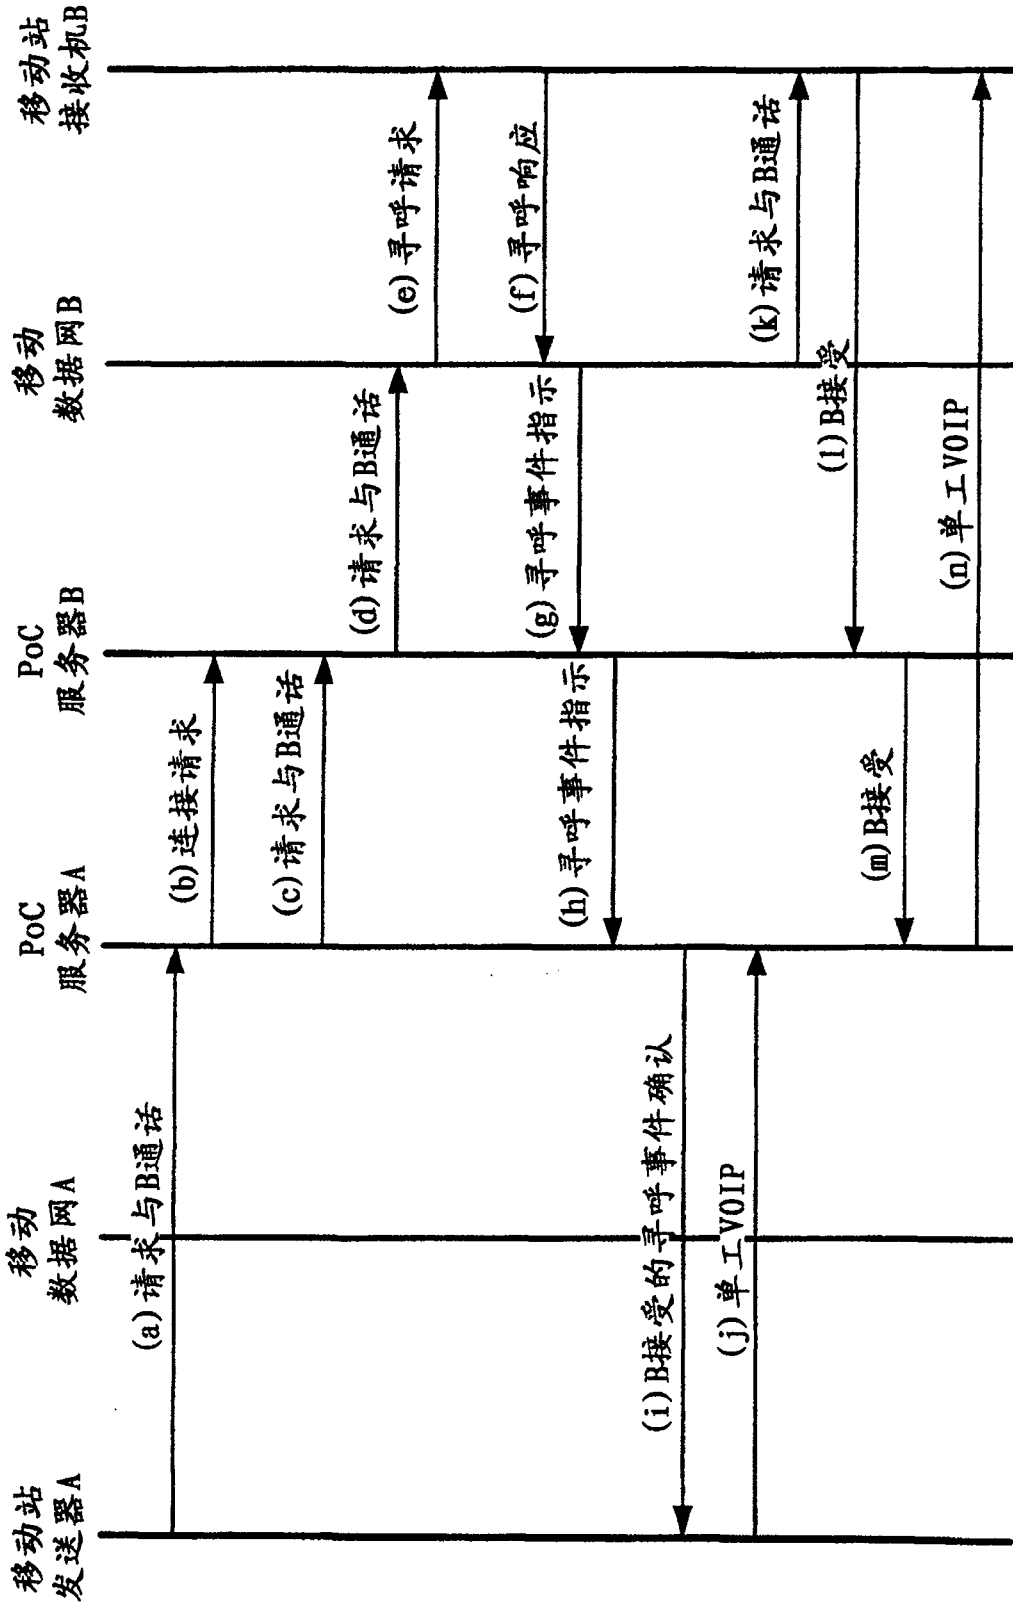 移动站
发送器A
移动
数据网A
PoC
服务器A
PoC
服务器B
移动
数据网B
移动站
接收机B
(a)请求与B通话
(b)连接请求
(c)请求与B通话
(d)请求与B通话
(e)寻呼请求
(f)寻呼响应
(g)寻呼事件指示
(h)寻呼事件指示
(i)B接受的寻呼事件确认
(j)单工VOIP
(k)请求与B通话
(l)B接受
(m)B接受
(n)单工VOIP